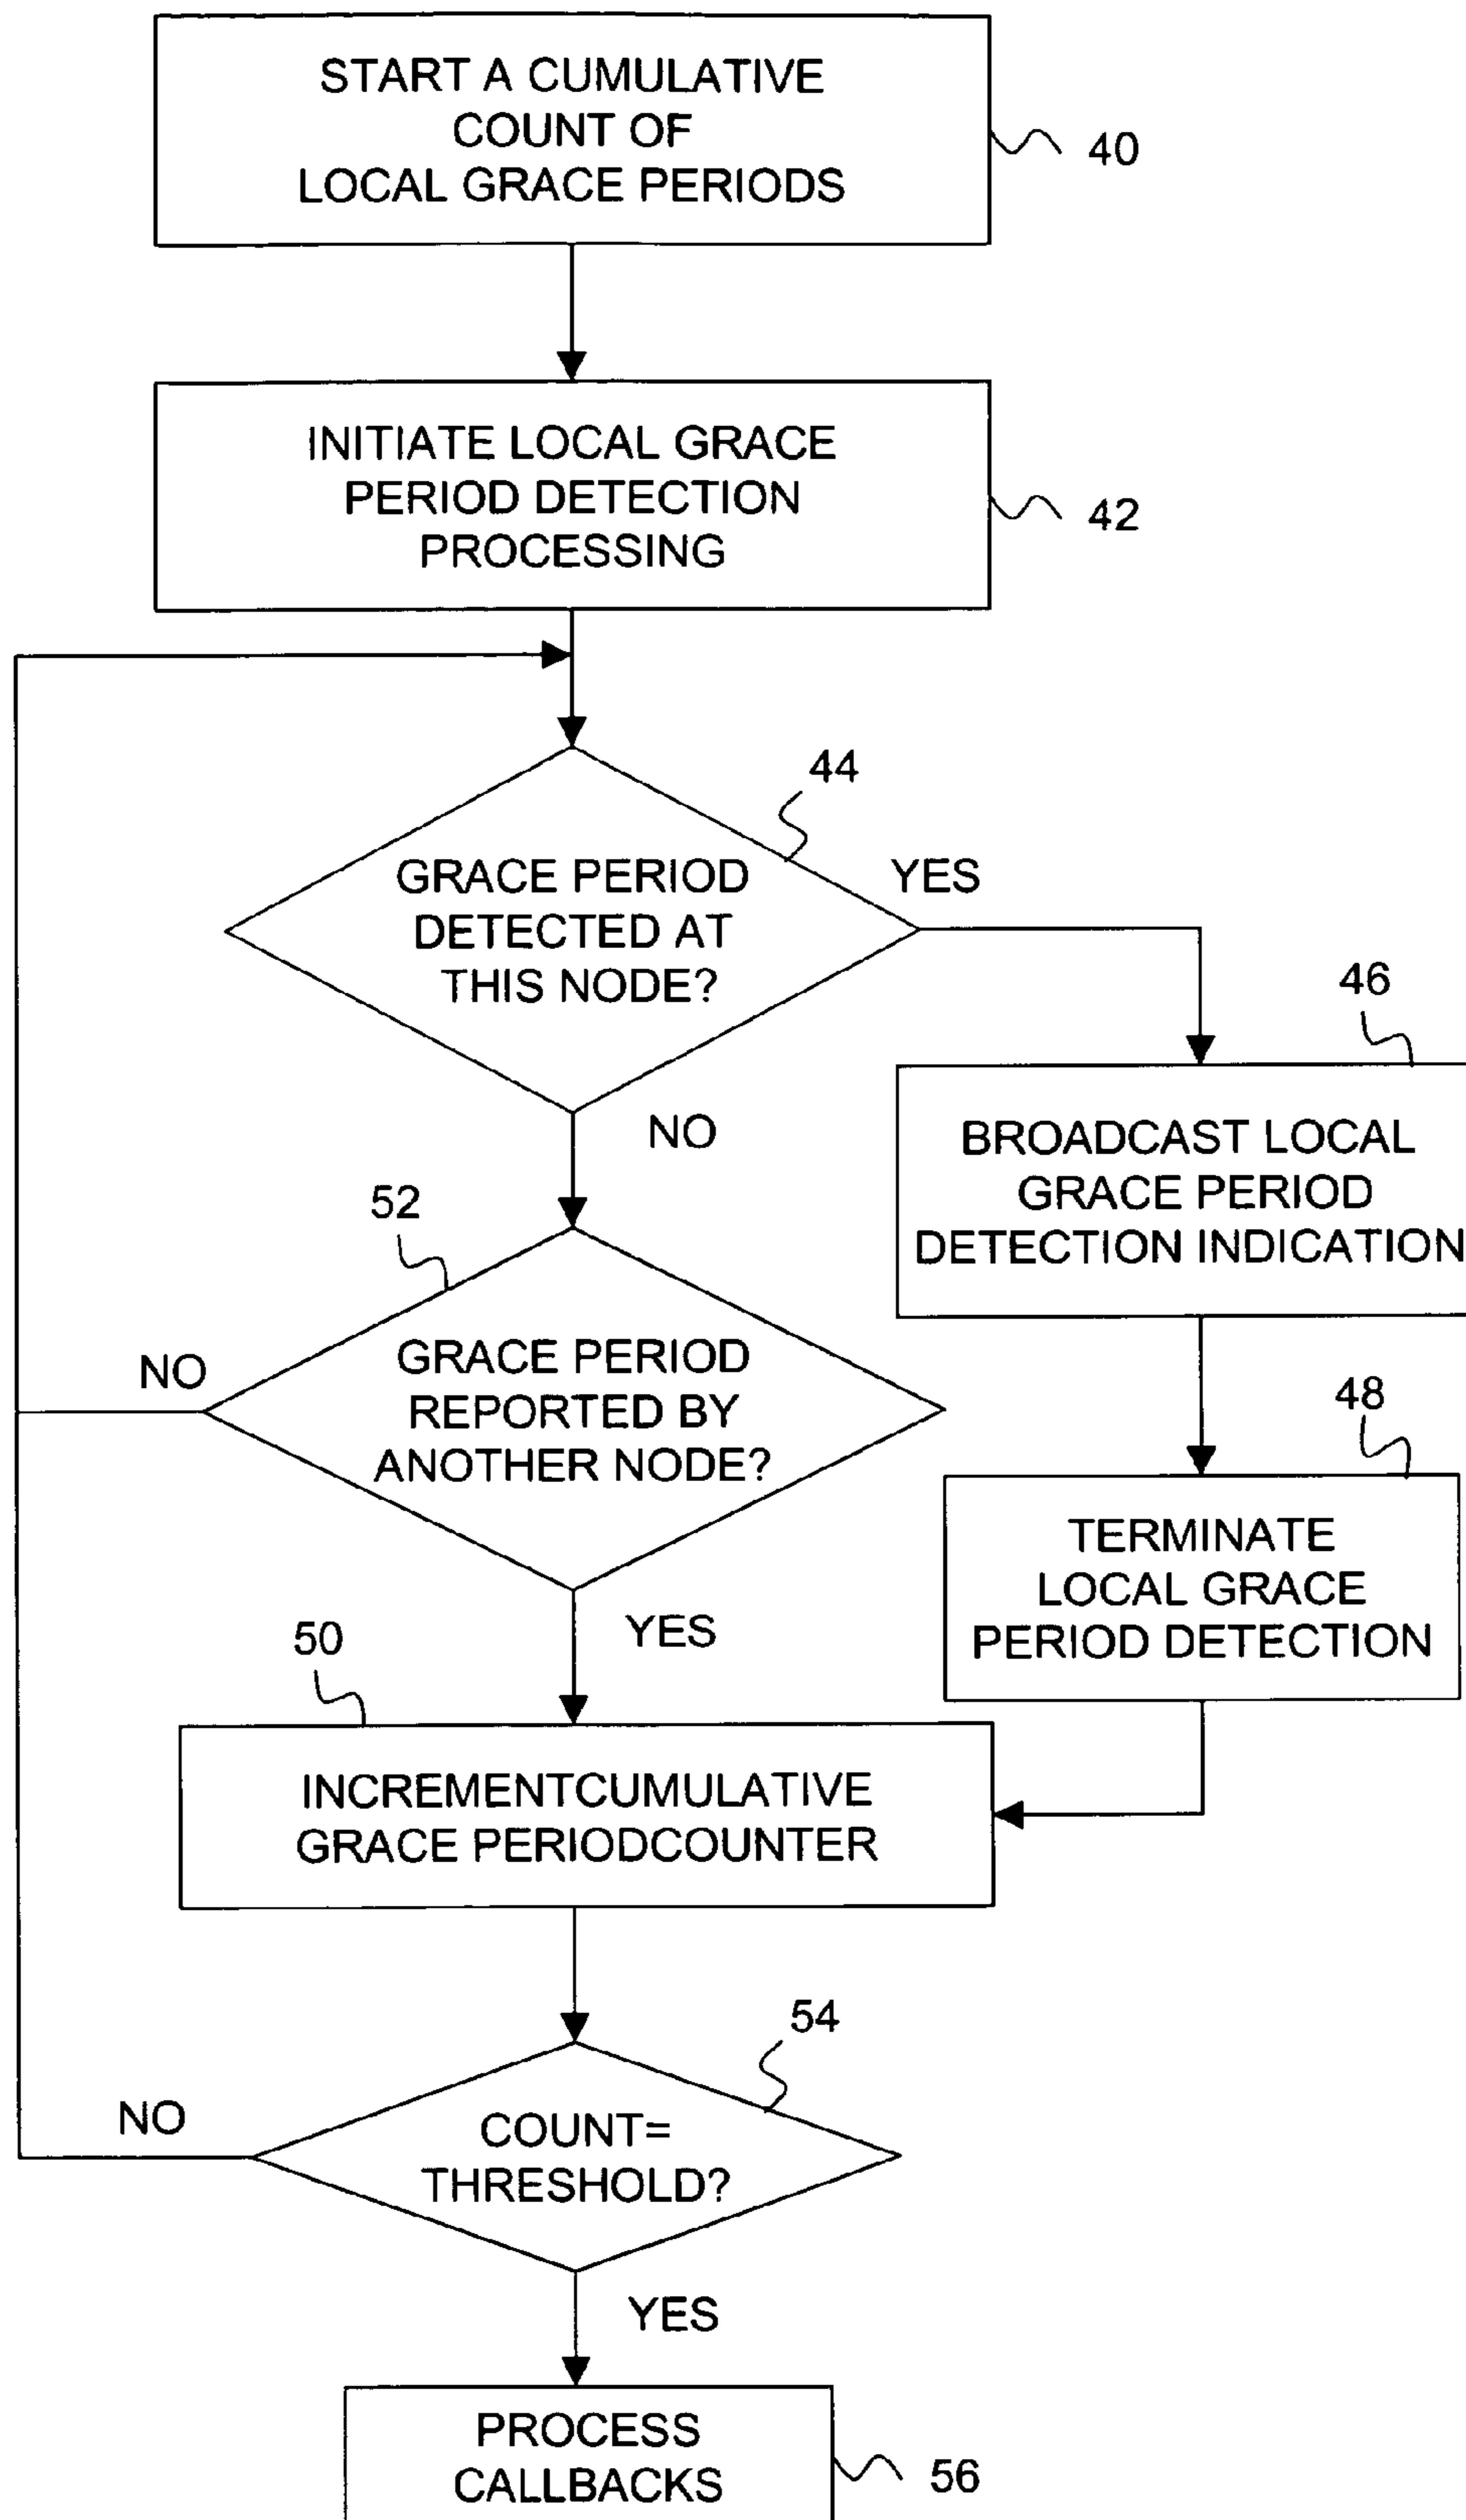 START A CUMULATIVE
COUNT OF
LOCAL GRACE PERIODS
40
INITIATE LOCAL GRACE
PERIOD DETECTION
PROCESSING
42
44
GRACE PERIOD
DETECTED AT
THIS NODE?
YES
NO
46
BROADCAST LOCAL
GRACE PERIOD
DETECTION INDICATION
52
GRACE PERIOD
REPORTED BY
ANOTHER NODE?
NO
YES
48
TERMINATE
LOCAL GRACE
PERIOD DETECTION
50
INCREMENTCUMULATIVE
GRACE PERIODCOUNTER
54
COUNT=
THRESHOLD?
NO
YES
PROCESS
CALLBACKS
56